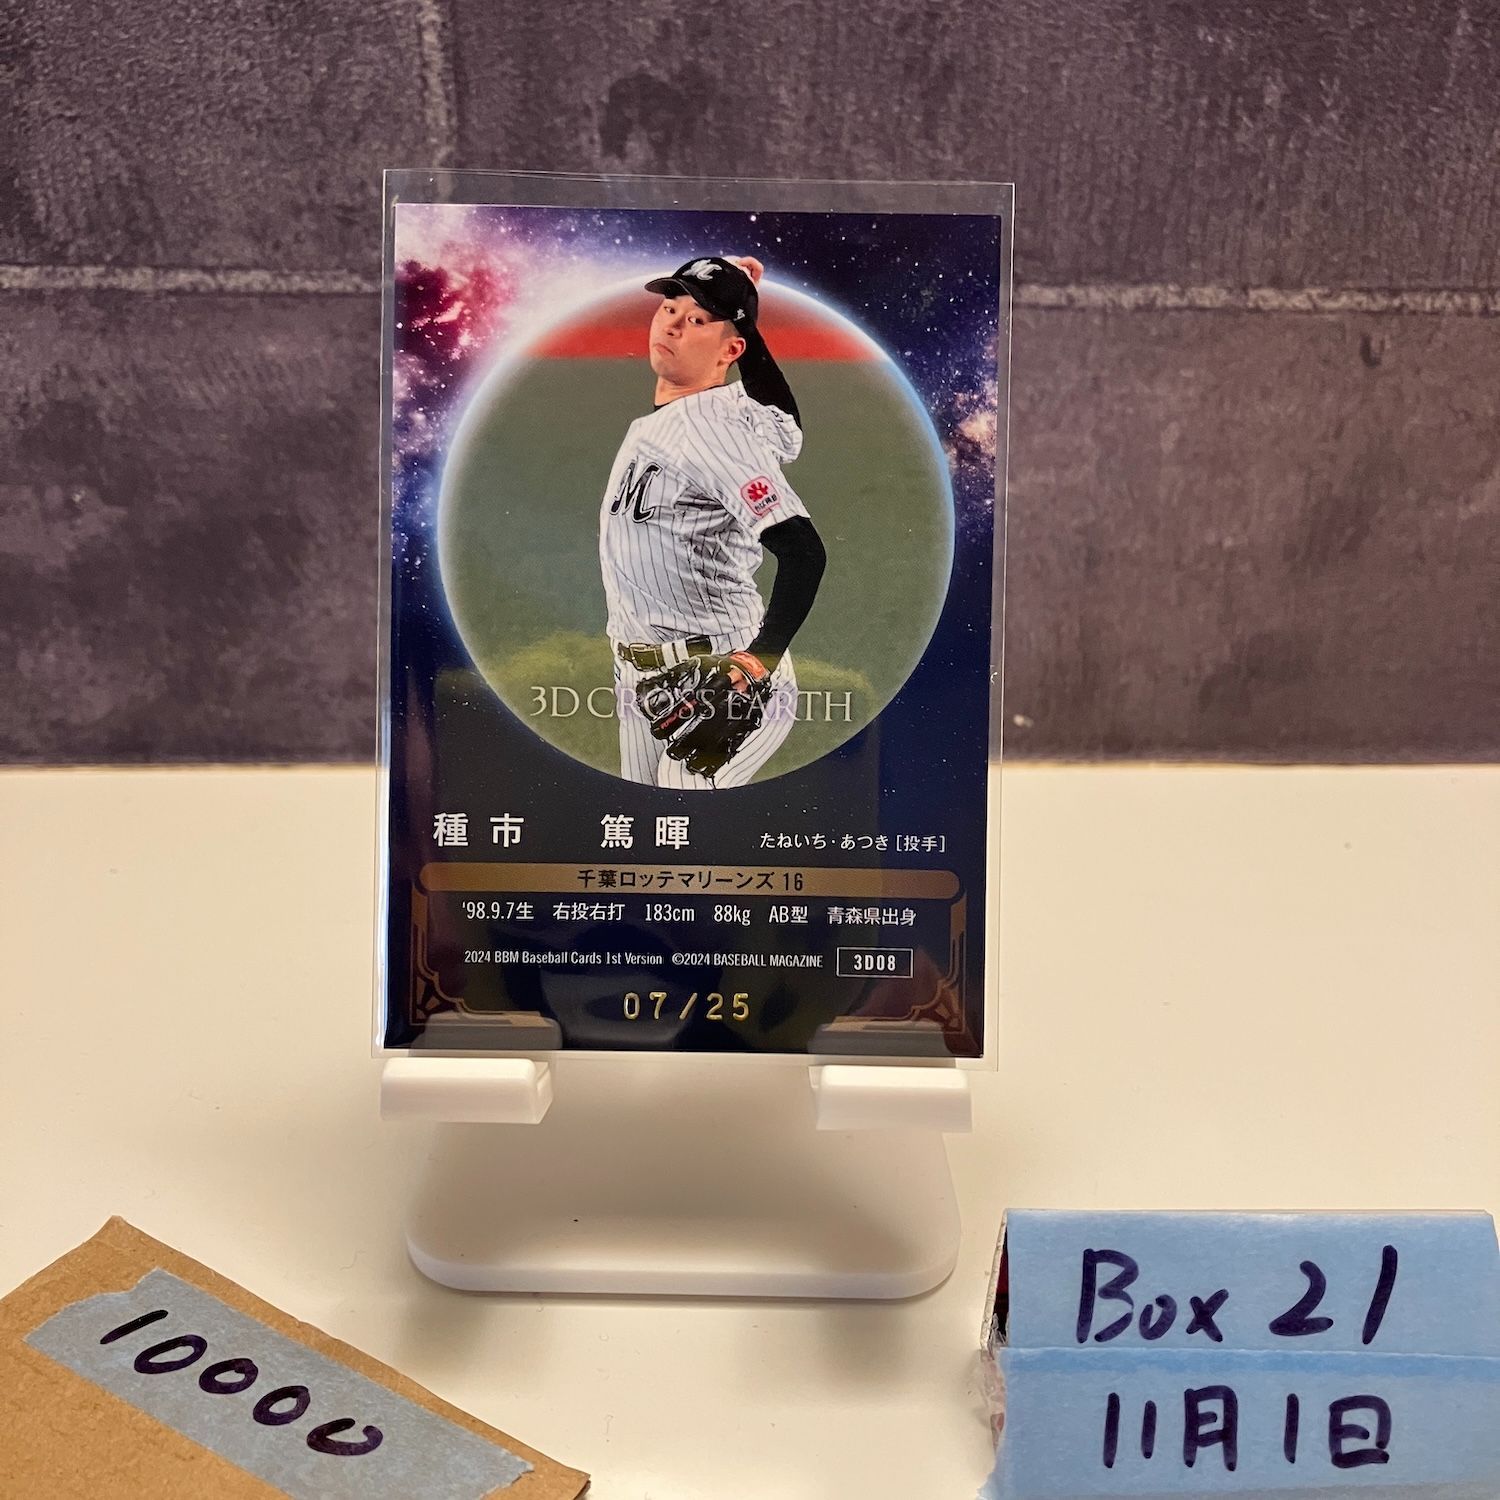 M
M
3D CROSS EARTH
種市 篤暉 たねいち・あつき [投手]
千葉ロッテマリーンズ 16
'98.9.7生 右投右打 183cm 88kg AB型 青森県出身
2024 BBM Baseball Cards 1st Version ©2024 BASEBALL MAGAZINE 3D08
07/25
10000
Box 21
11月1日